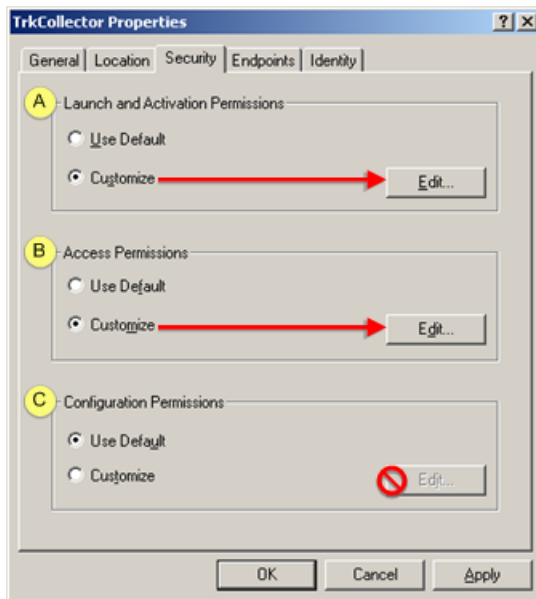 TrkCollector Properties
General Location Security Endpoints Identity
A Launch and Activation Permissions
Use Default
Customize Edit...
B Access Permissions
Use Default
Customize Edit...
C Configuration Permissions
Use Default
Customize Edit...
OK Cancel Apply